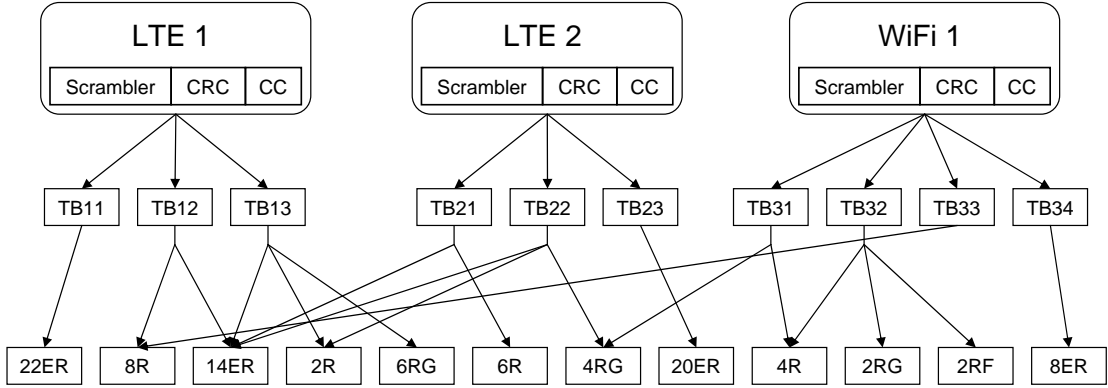 LTE 1 LTE 2 WiFi 1
Scrambler CRC CC Scrambler CRC CC Scrambler CRC CC
TB11 TB12 TB13 TB21 TB22 TB23 TB31 TB32 TB33 TB34
22ER 8R 14ER 2R 6RG 6R 4RG 20ER 4R 2RG 2RF 8ER